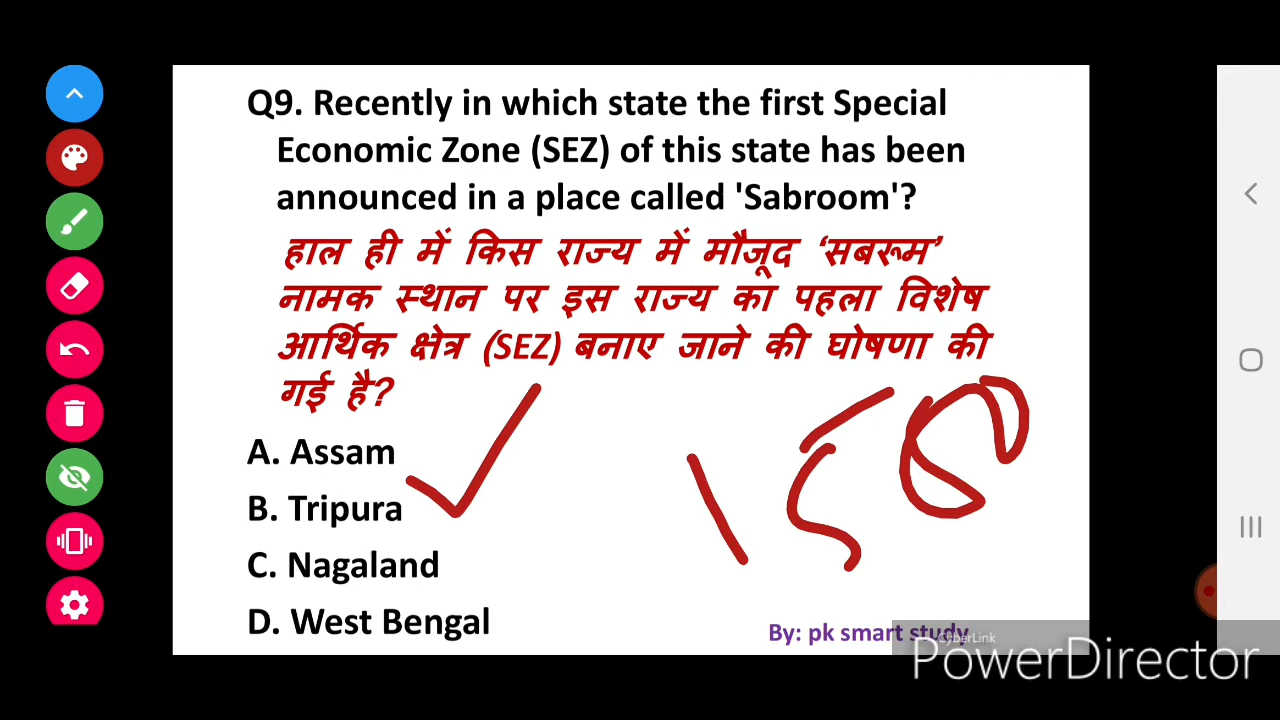 Q9. Recently in which state the first Special
Economic Zone (SEZ) of this state has been
announced in a place called 'Sabroom'?
हाल ही में किस राज्य में मौजूद ‘सबरूम’
नामक स्थान पर इस राज्य का पहला विशेष
आर्थिक क्षेत्र (SEZ) बनाए जाने की घोषणा की
गई है?
A. Assam
B. Tripura
C. Nagaland
D. West Bengal
By: pk smart study
CyberLink
PowerDirector